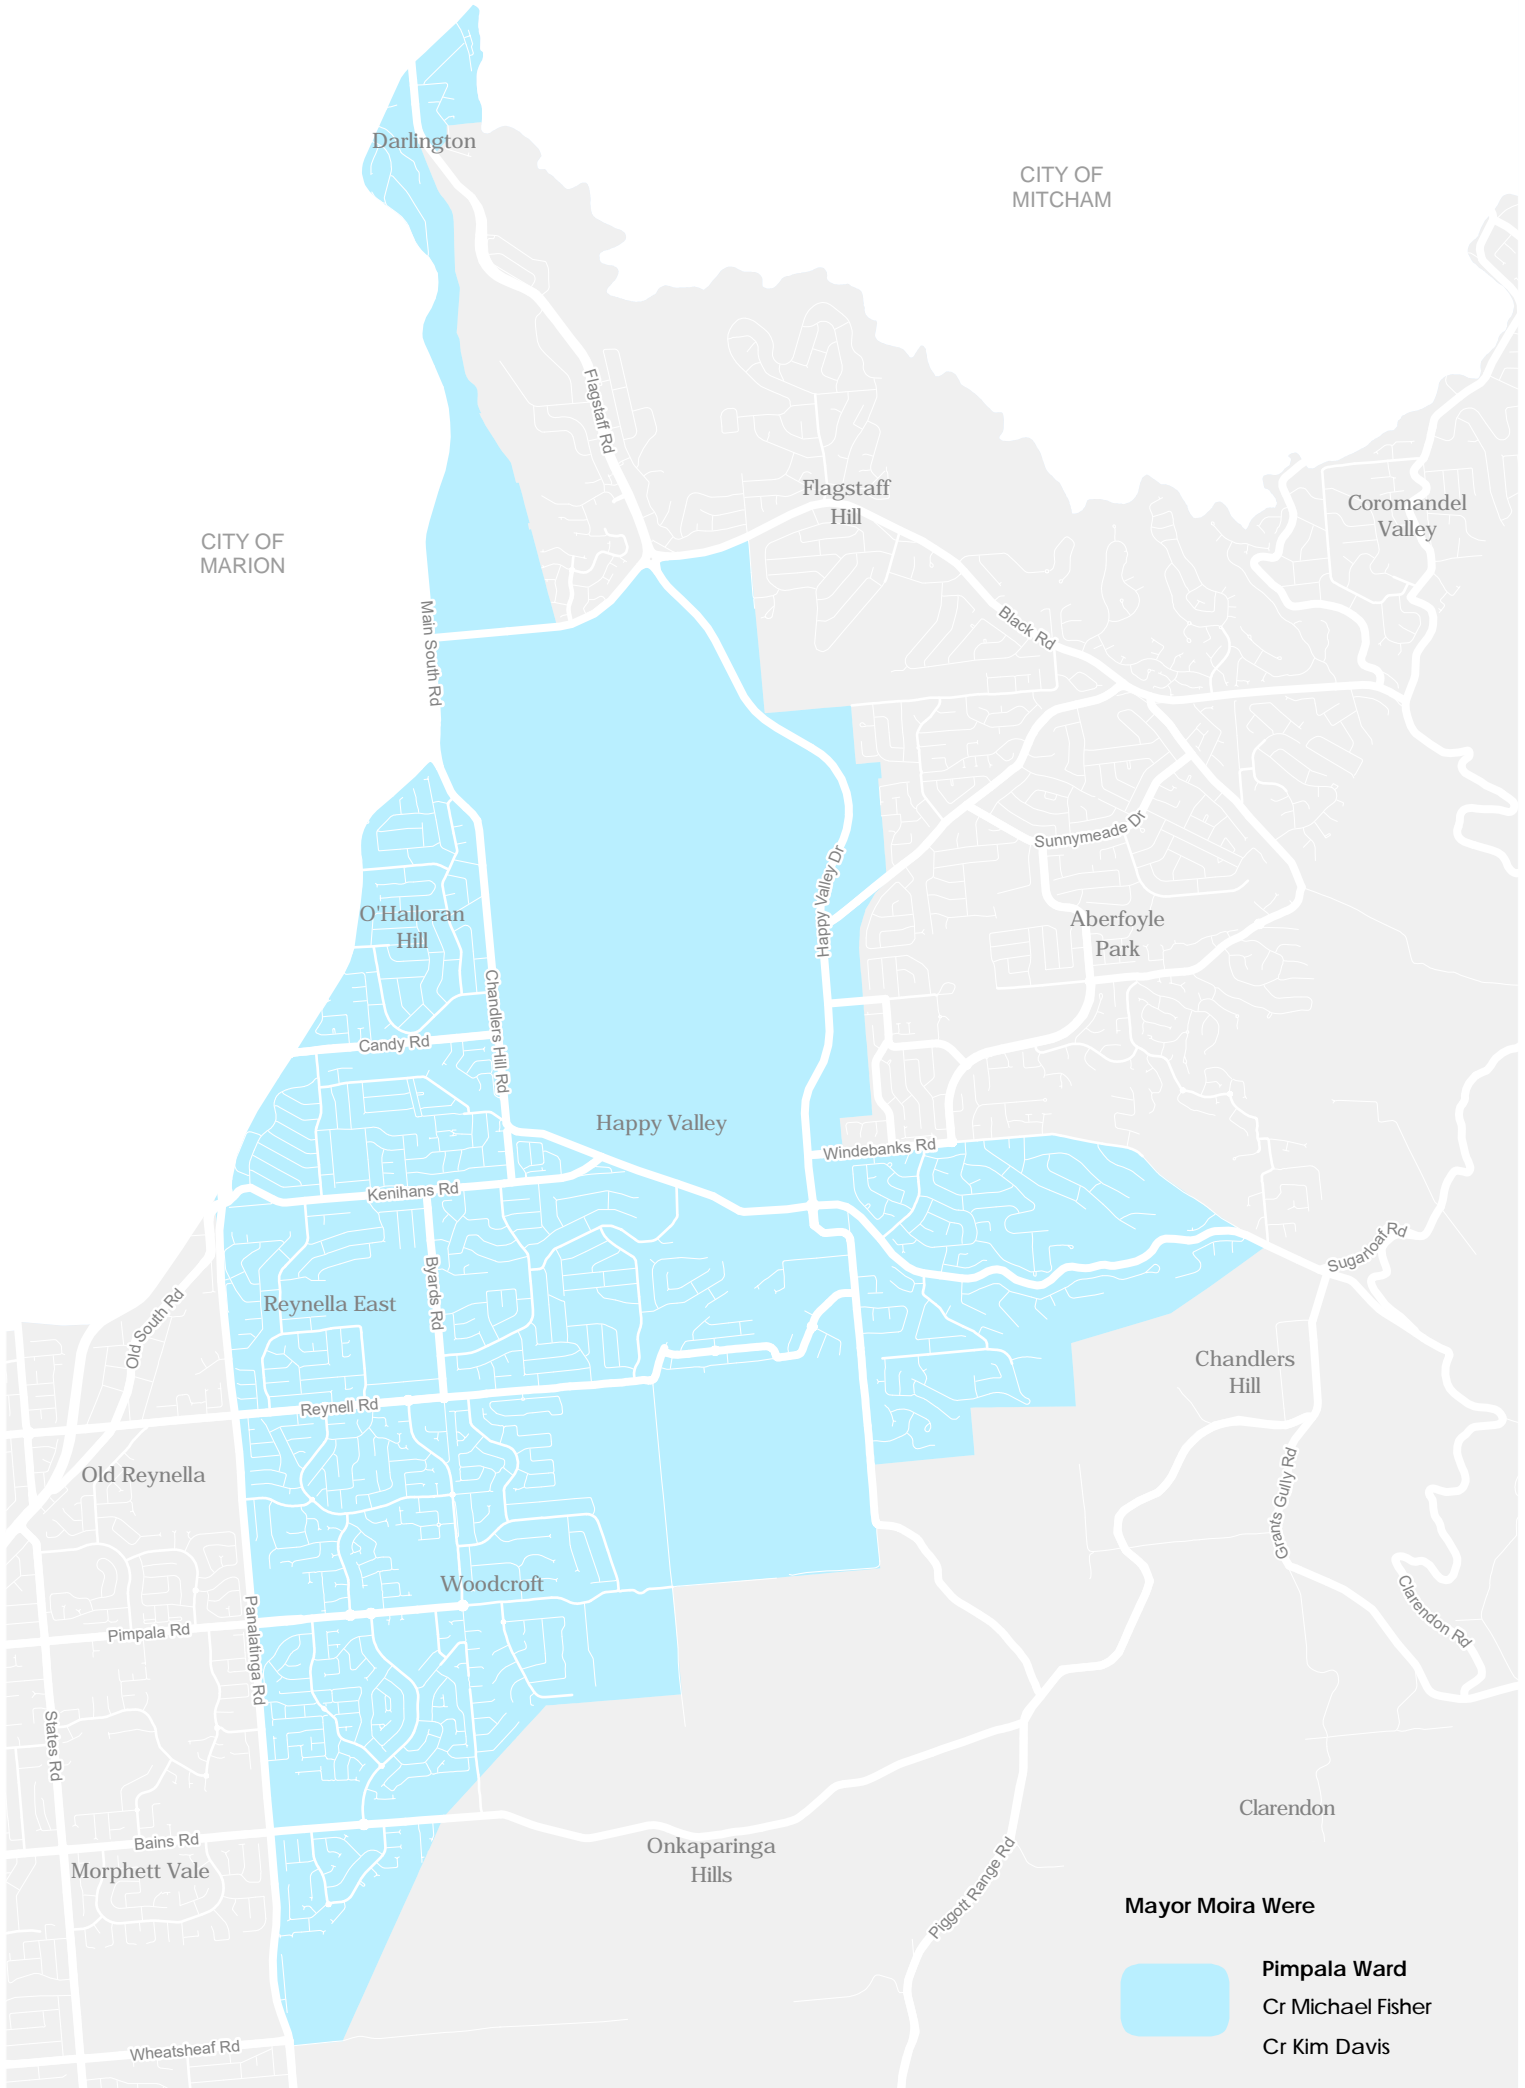 Darlington
CITY OF
MITCHAM
Flagstaff Rd
Flagstaff
Hill
Coromandel
Valley
CITY OF
MARION
Main South Rd
Black Rd
Sunnymeade Dr
Happy Valley Dr
O'Halloran
Hill
Aberfoyle
Park
Chandlers Hill Rd
Candy Rd
Happy Valley
Windebanks Rd
Kenihans Rd
Sugarloaf Rd
Byards Rd
Reynella East
Old South Rd
Chandlers
Hill
Reynell Rd
Old Reynella
Grants Gully Rd
Woodcroft
Clarendon Rd
Pimpala Rd
Panalatinga Rd
States Rd
Clarendon
Bains Rd
Onkaparinga
Hills
Morphett Vale
Piggott Range Rd
Mayor Moira Were
Pimpala Ward
Cr Michael Fisher
Cr Kim Davis
Wheatsheaf Rd